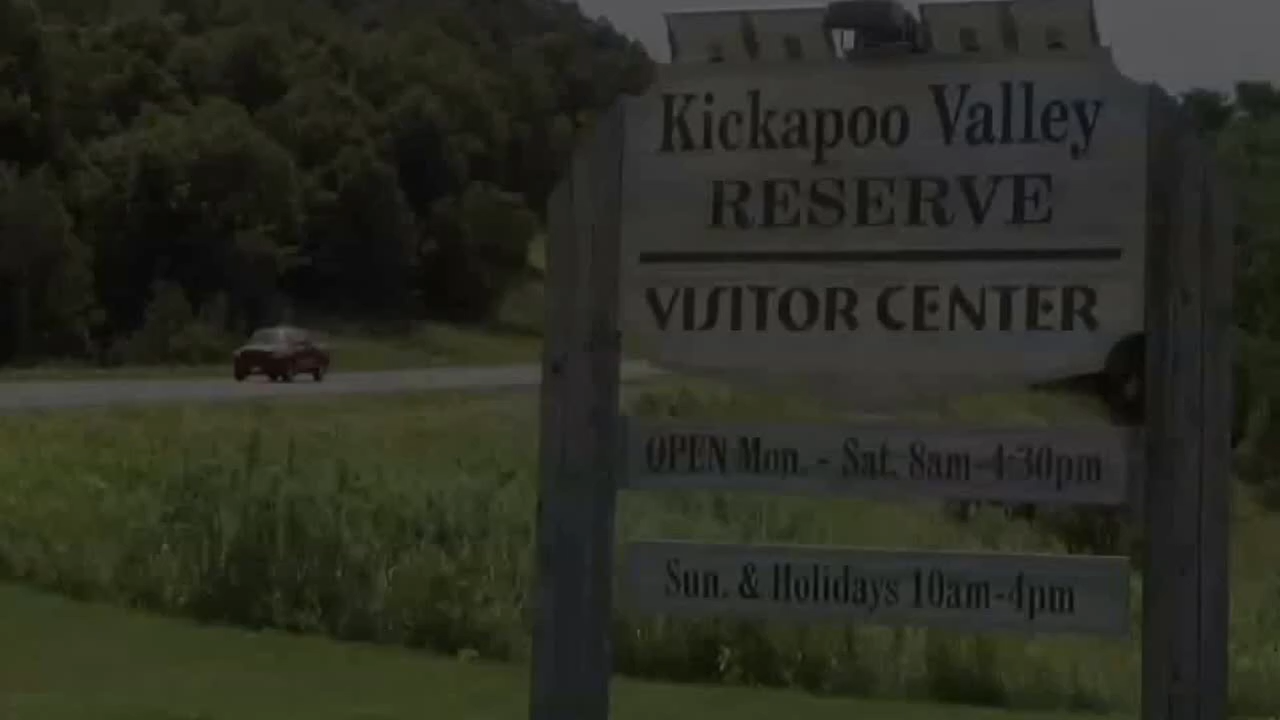 Kickapoo Valley
RESERVE
VISITOR CENTER
OPEN Mon. - Sat. 8am-4:30pm
Sun. & Holidays 10am-4pm